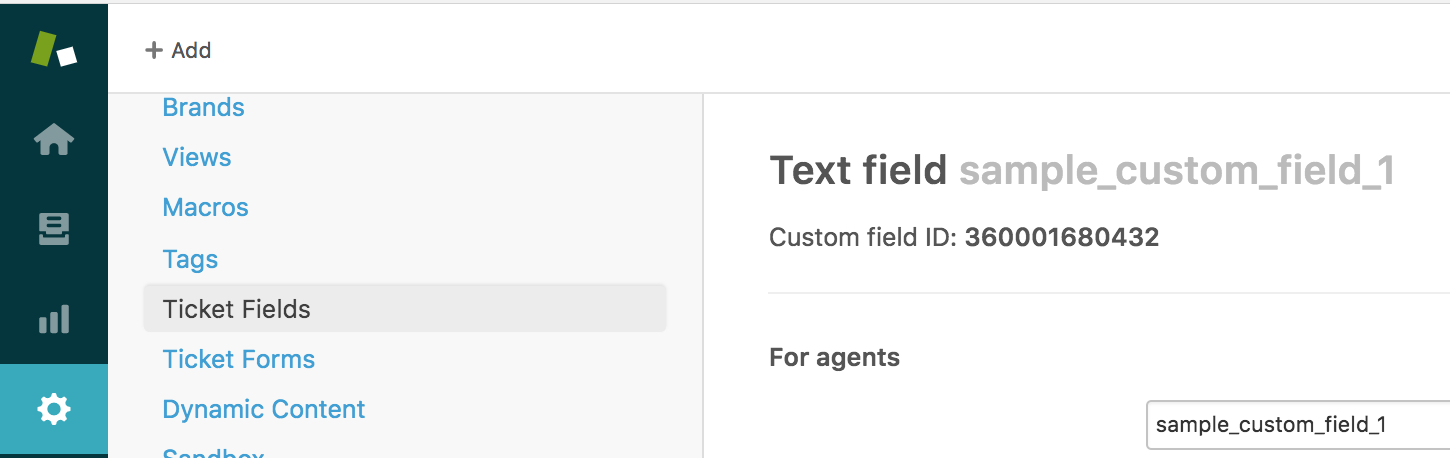 + Add
Brands
Views
Macros
Tags
Ticket Fields
Ticket Forms
Dynamic Content
Sandbox
Text field sample_custom_field_1
Custom field ID: 360001680432
For agents
sample_custom_field_1